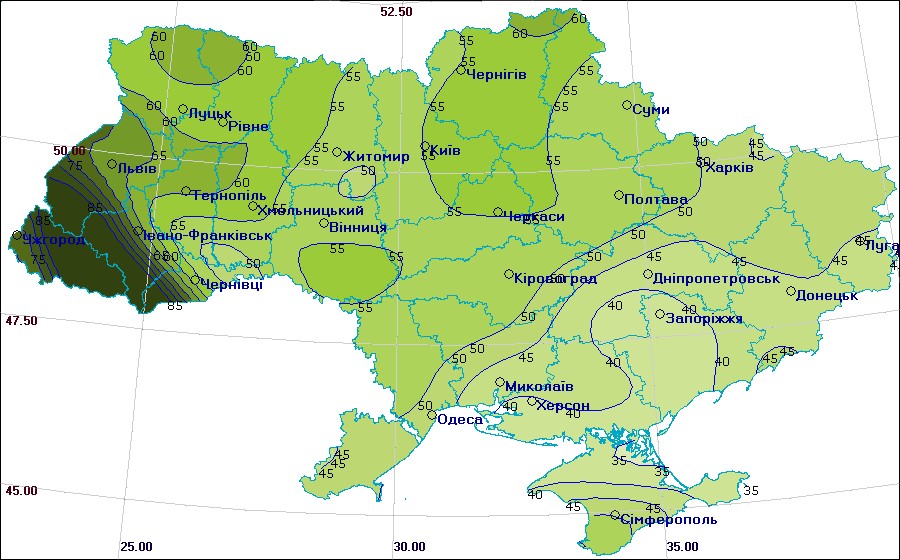 52.50
55 60 60
60 60 60 60
55 55 55 55
Чернігів
60 60 55 55 55
Луцьк Рівне
Суми
50.00
55 55 55
Житомир Київ
50 45 45
Харків
75 Львів
50
Тернопіль 60
Полтава
85 Хмельницький
55 Черкаси 50
85 Ужгород
Івано-Франківськ 55
Вінниця
50 45
75 60 50 55 55
50 45 45
Чернівці
Кіровоград
Дніпропетровськ
Донецьк
85 55
47.50
50 40 40
Запоріжжя
50 50 45 40 40 45 45
Миколаїв
50 40 Херсон 40
Одеса
45 45 45
35 35
45.00
40 45 45 35
Сімферополь
25.00 30.00 35.00